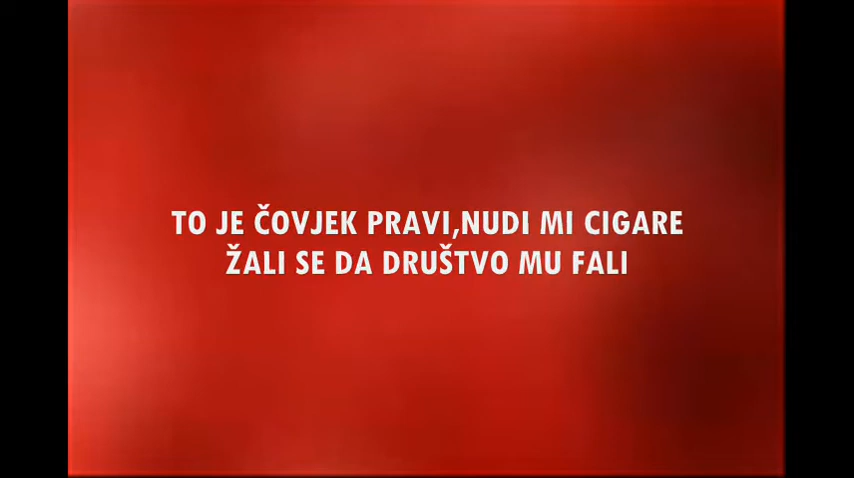 TO JE ČOVJEK PRAVI,NUDI MI CIGARE
ŽALI SE DA DRUŠTVO MU FALI